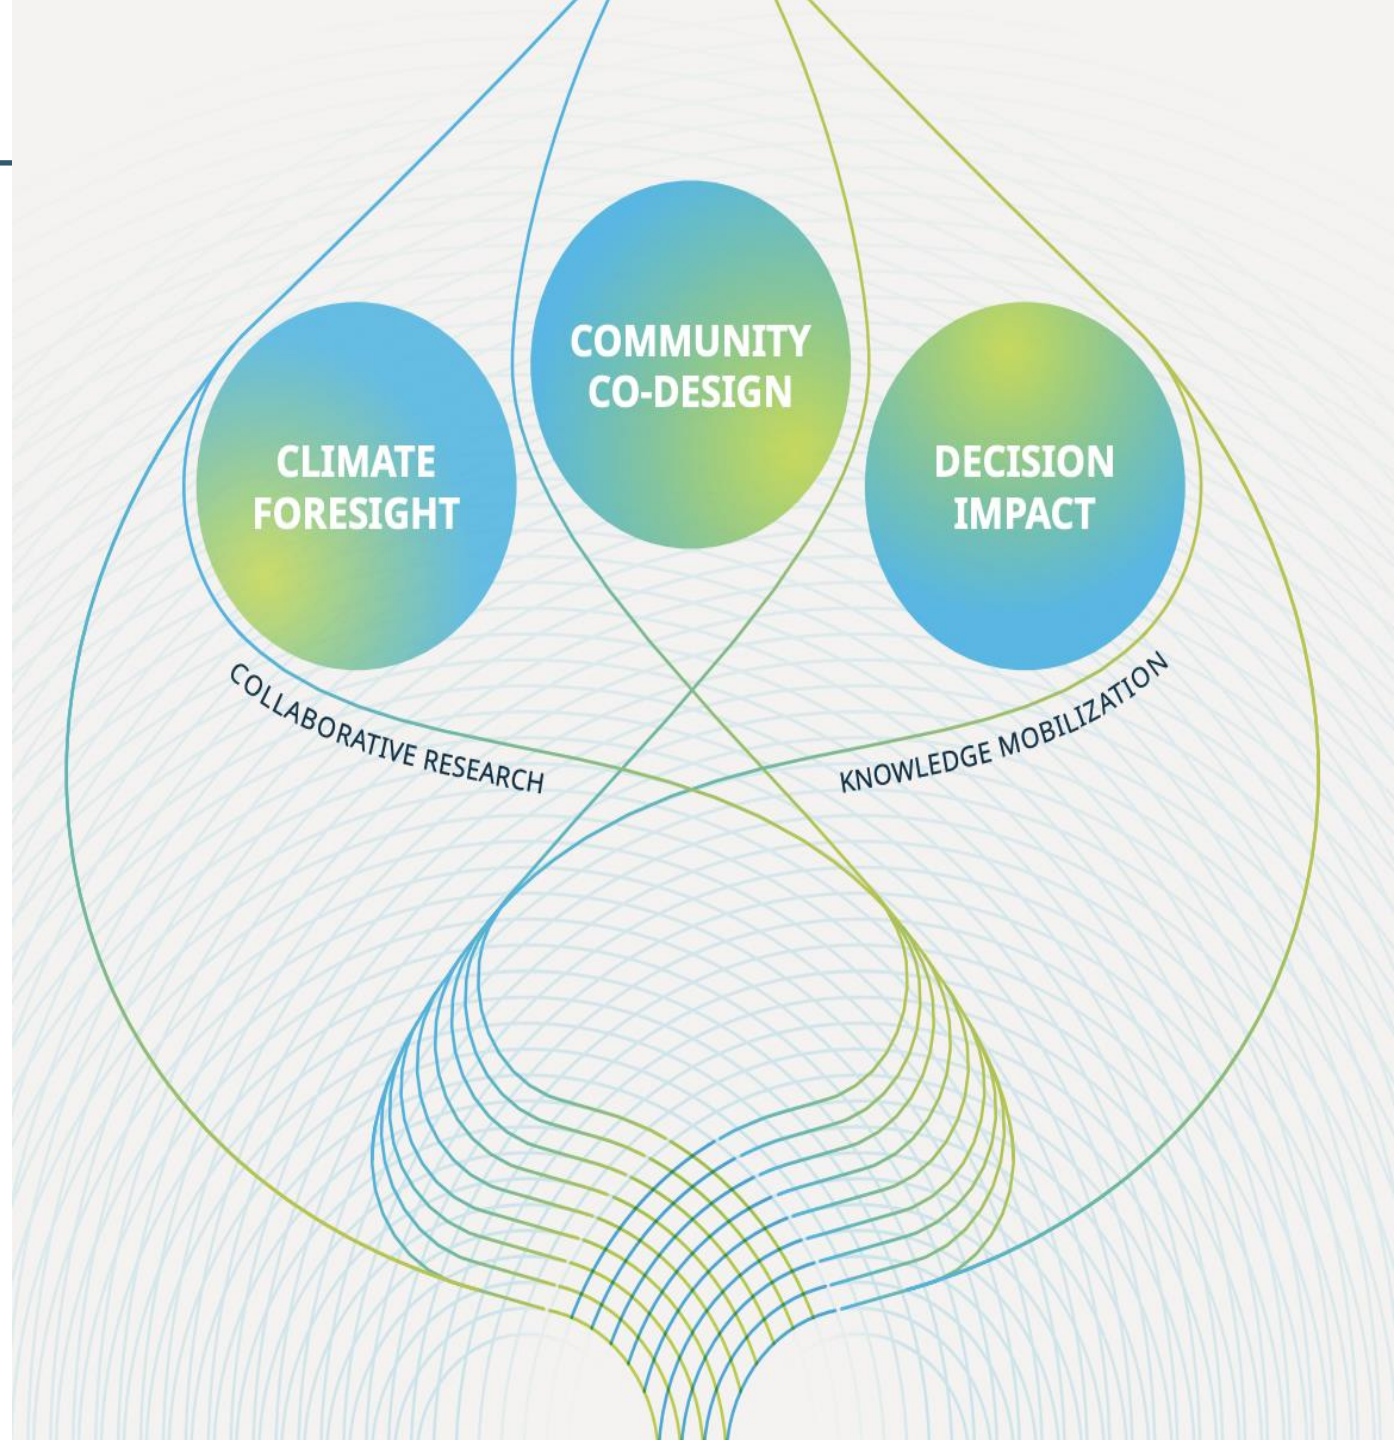 COMMUNITY
CO-DESIGN
CLIMATE
FORESIGHT
DECISION
IMPACT
COLLABORATIVE RESEARCH
KNOWLEDGE MOBILIZATION